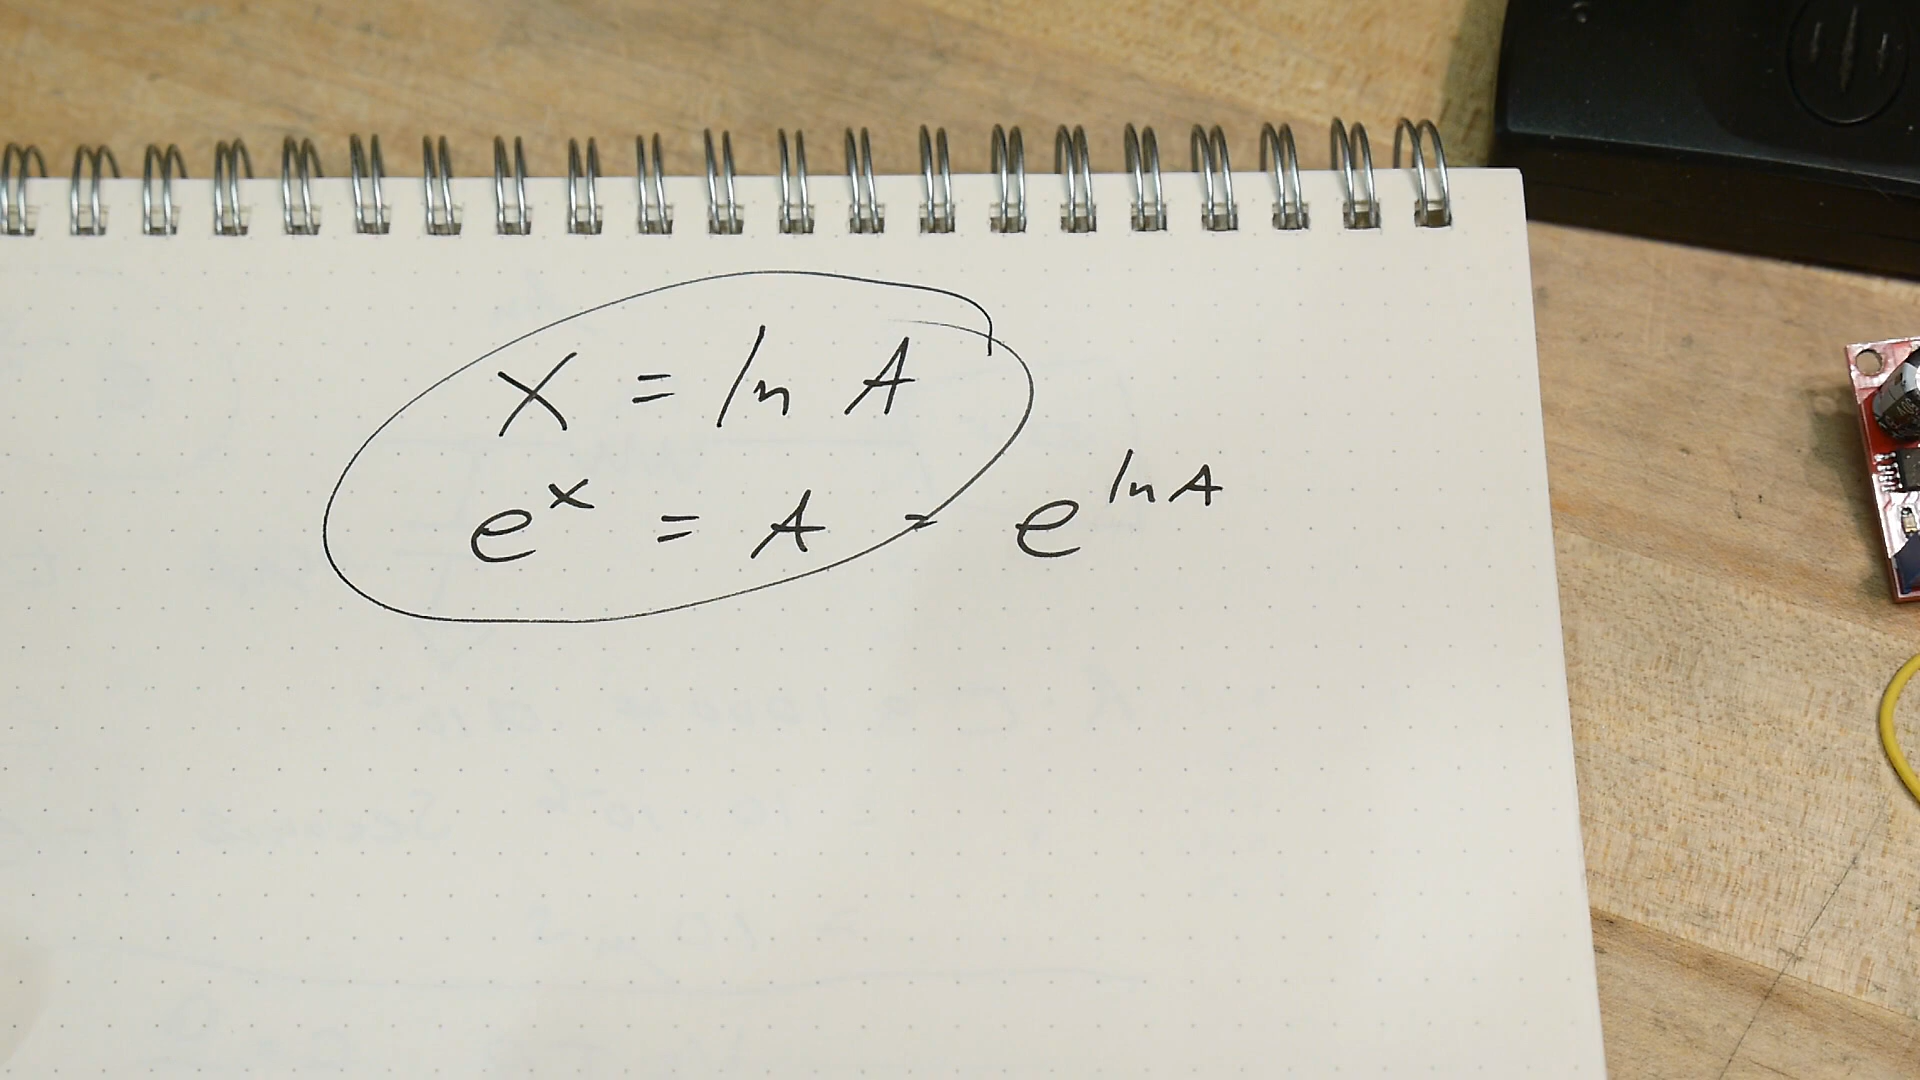 x = ln A
e^x = A = e^ln A